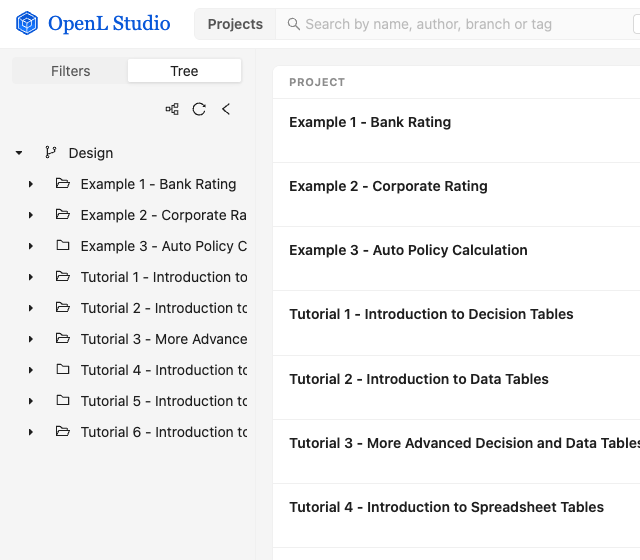 OpenL Studio
Projects
Search by name, author, branch or tag
Filters
Tree
Design
Example 1 - Bank Rating
Example 2 - Corporate Ra
Example 3 - Auto Policy C
Tutorial 1 - Introduction to
Tutorial 2 - Introduction to
Tutorial 3 - More Advance
Tutorial 4 - Introduction to
Tutorial 5 - Introduction to
Tutorial 6 - Introduction to
PROJECT
Example 1 - Bank Rating
Example 2 - Corporate Rating
Example 3 - Auto Policy Calculation
Tutorial 1 - Introduction to Decision Tables
Tutorial 2 - Introduction to Data Tables
Tutorial 3 - More Advanced Decision and Data Tables
Tutorial 4 - Introduction to Spreadsheet Tables